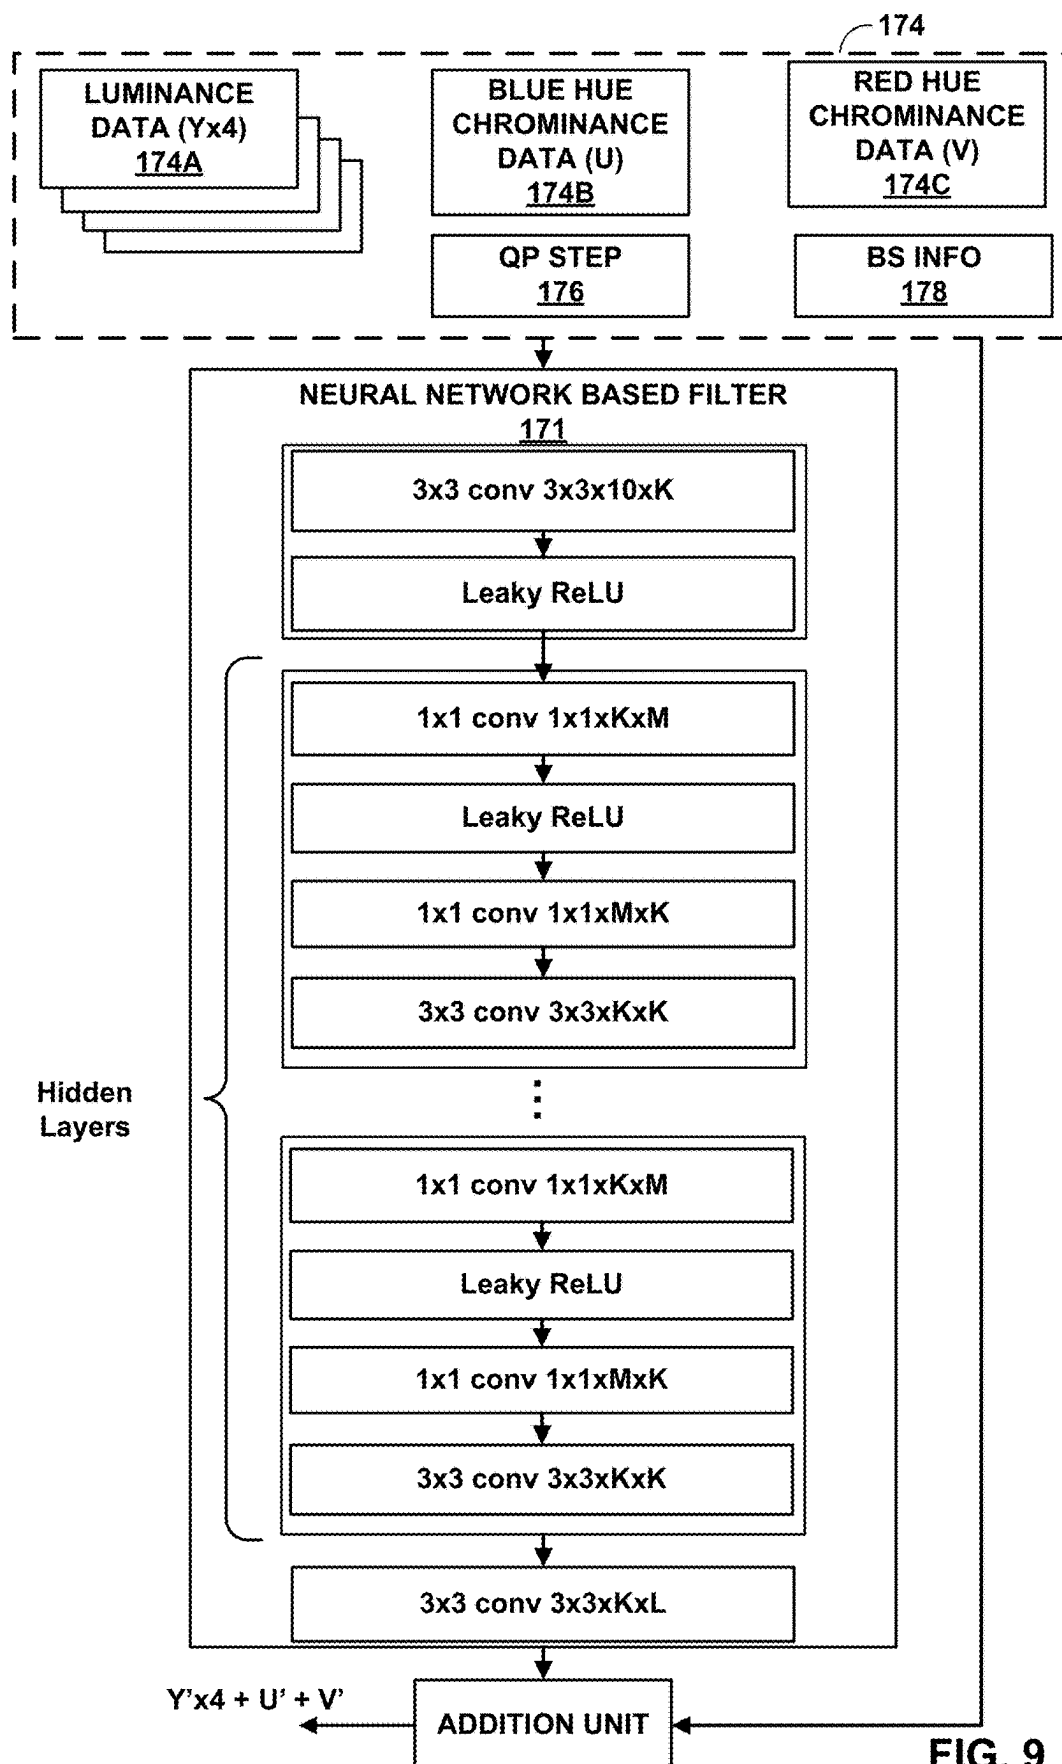 174
LUMINANCE
DATA (Yx4)
174A
BLUE HUE
CHROMINANCE
DATA (U)
174B
RED HUE
CHROMINANCE
DATA (V)
174C
QP STEP
176
BS INFO
178
NEURAL NETWORK BASED FILTER
171
3x3 conv 3x3x10xK
Leaky ReLU
1x1 conv 1x1xKxM
Leaky ReLU
1x1 conv 1x1xMxK
3x3 conv 3x3xKxK
Hidden
Layers
1x1 conv 1x1xKxM
Leaky ReLU
1x1 conv 1x1xMxK
3x3 conv 3x3xKxK
3x3 conv 3x3xKxL
Y'x4 + U' + V'
ADDITION UNIT
FIG. 9